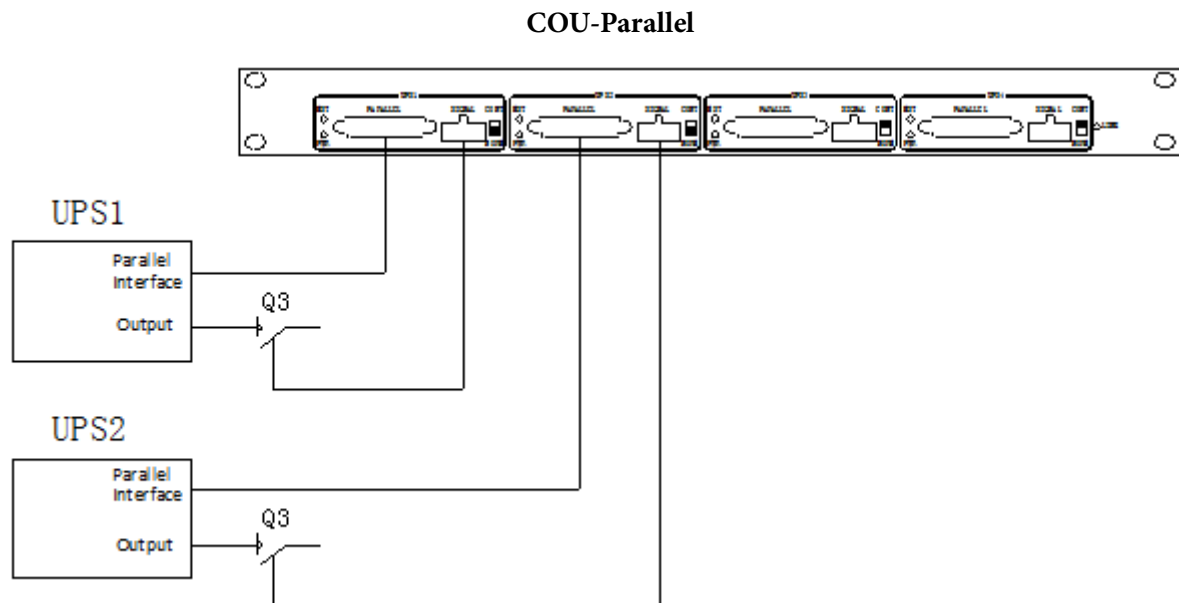 COU-Parallel
PARALLEL SIGNAL
PARALLEL SIGNAL
PARALLEL SIGNAL
PARALLEL SIGNAL
UPS1
Parallel
Interface
Output
Q3
UPS2
Parallel
Interface
Output
Q3